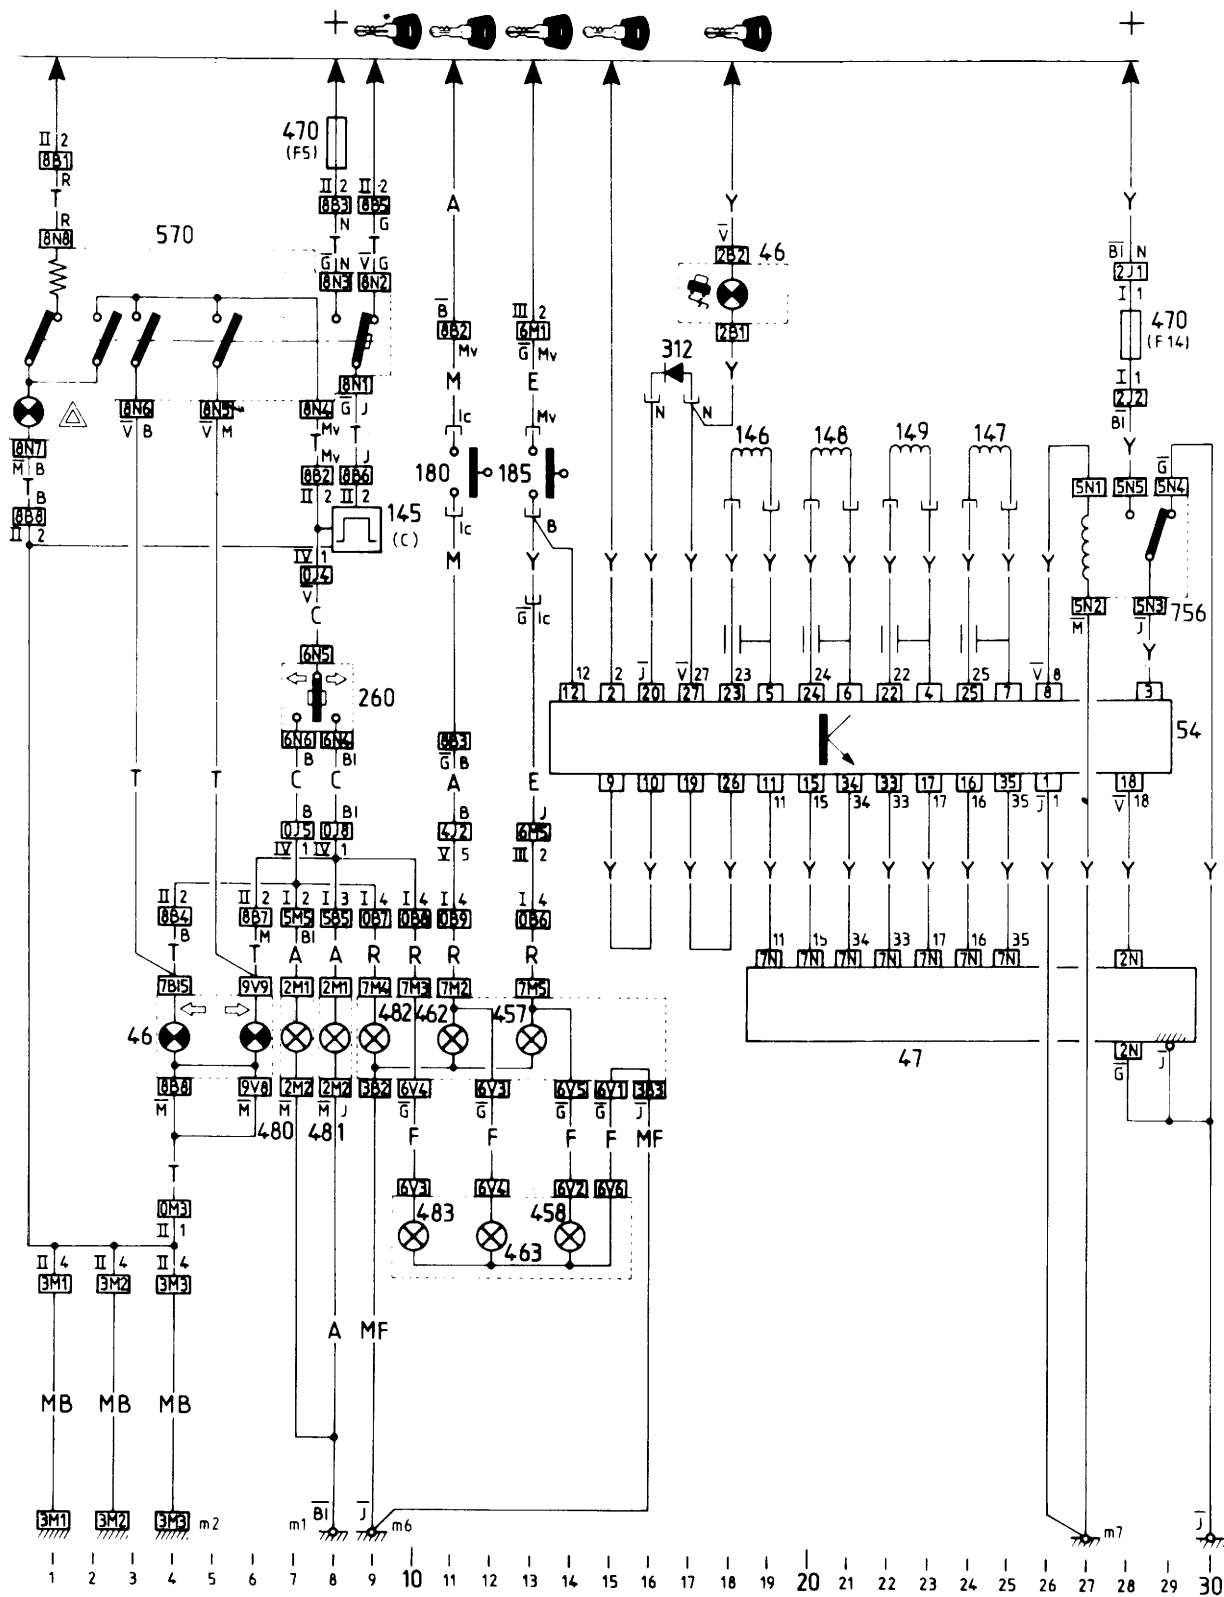 + +
470
(F5)
II 2
8B1
R
T
R
8N8
570
II 2 II 2
8B3 8B5
N G
T T
G N V G
8N3 8N2
A
Y
V
2B2 46
2B1
Y
Y
BI N
2J1
I 1
470
(F14)
I 1
2J2
BI
Y
B
8B2
Mv
M
Ic
180
Ic
M
III 2
6M1
G Mv
E
Mv
185
B
Y
G Ic
312
N N
146 148 149 147
G
5N1 5N5 5N4
8N1
G J
T
J
8B6
II 2
8N6 8N5 8N4
V B V M Mv
T
Mv
8B2
II 2
8N7
M B
T
B
8B8
II 2
145
(C)
IV 1
0J4
V
C
6N5
260
6N6 6N4
B BI
C C
B BI
0J5 0J8
IV 1 IV 1
Y Y Y Y Y Y Y Y Y Y Y Y
5N2 5N3 756
M J
Y
12 2 J V 27 23 24 22 25 V 8
12 2 20 27 23 5 24 6 22 4 25 7 8 3
54
9 10 19 26 11 15 34 33 17 16 35 1 18
11 15 34 33 17 16 35 J 1 V 18
8B3
G B
A
B
4J2
V 5
E
J
6M5
III 2
T T
Y Y Y Y Y Y Y Y Y Y Y Y Y Y Y
II 2 II 2 I 2 I 3 I 4 I 4 I 4 I 4
8B4 8B7 5M5 5B5 0B7 0B8 0B9 0B6
B M BI
T T A A R R R R
7B15 9V9 2M1 2M1 7M4 7M3 7M2 7M5
11 15 34 33 17 16 35
7N 7N 7N 7N 7N 7N 7N 2N
46 482 462 457
47
2N
G J
8B8 9V8 2M2 2M2 3B2 6V4 6V3 6V5 6V1 3B3
M M M M J G G G G J
480 481
F F F F MF
T
0M3
II 1
6V3 6V4 6V2 6V6
483 463 458
II 4 II 4 II 4
3M1 3M2 3M3
A MF
MB MB MB
3M1 3M2 3M3 m2
m1 BI J m6
m7 J
1 2 3 4 5 6 7 8 9 10 11 12 13 14 15 16 17 18 19 20 21 22 23 24 25 26 27 28 29 30